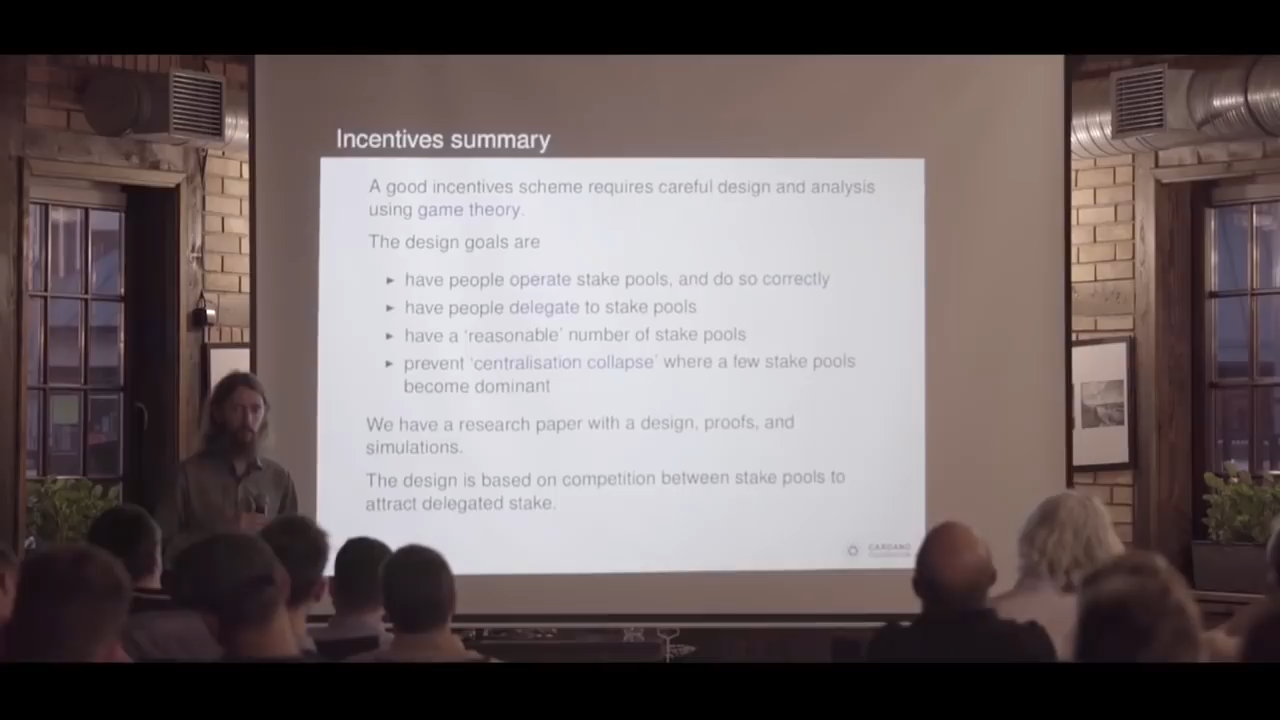 Incentives summary
A good incentives scheme requires careful design and analysis
using game theory.
The design goals are
► have people operate stake pools, and do so correctly
► have people delegate to stake pools
► have a ‘reasonable’ number of stake pools
► prevent ‘centralisation collapse’ where a few stake pools
become dominant
We have a research paper with a design, proofs, and
simulations.
The design is based on competition between stake pools to
attract delegated stake.
CARDANO